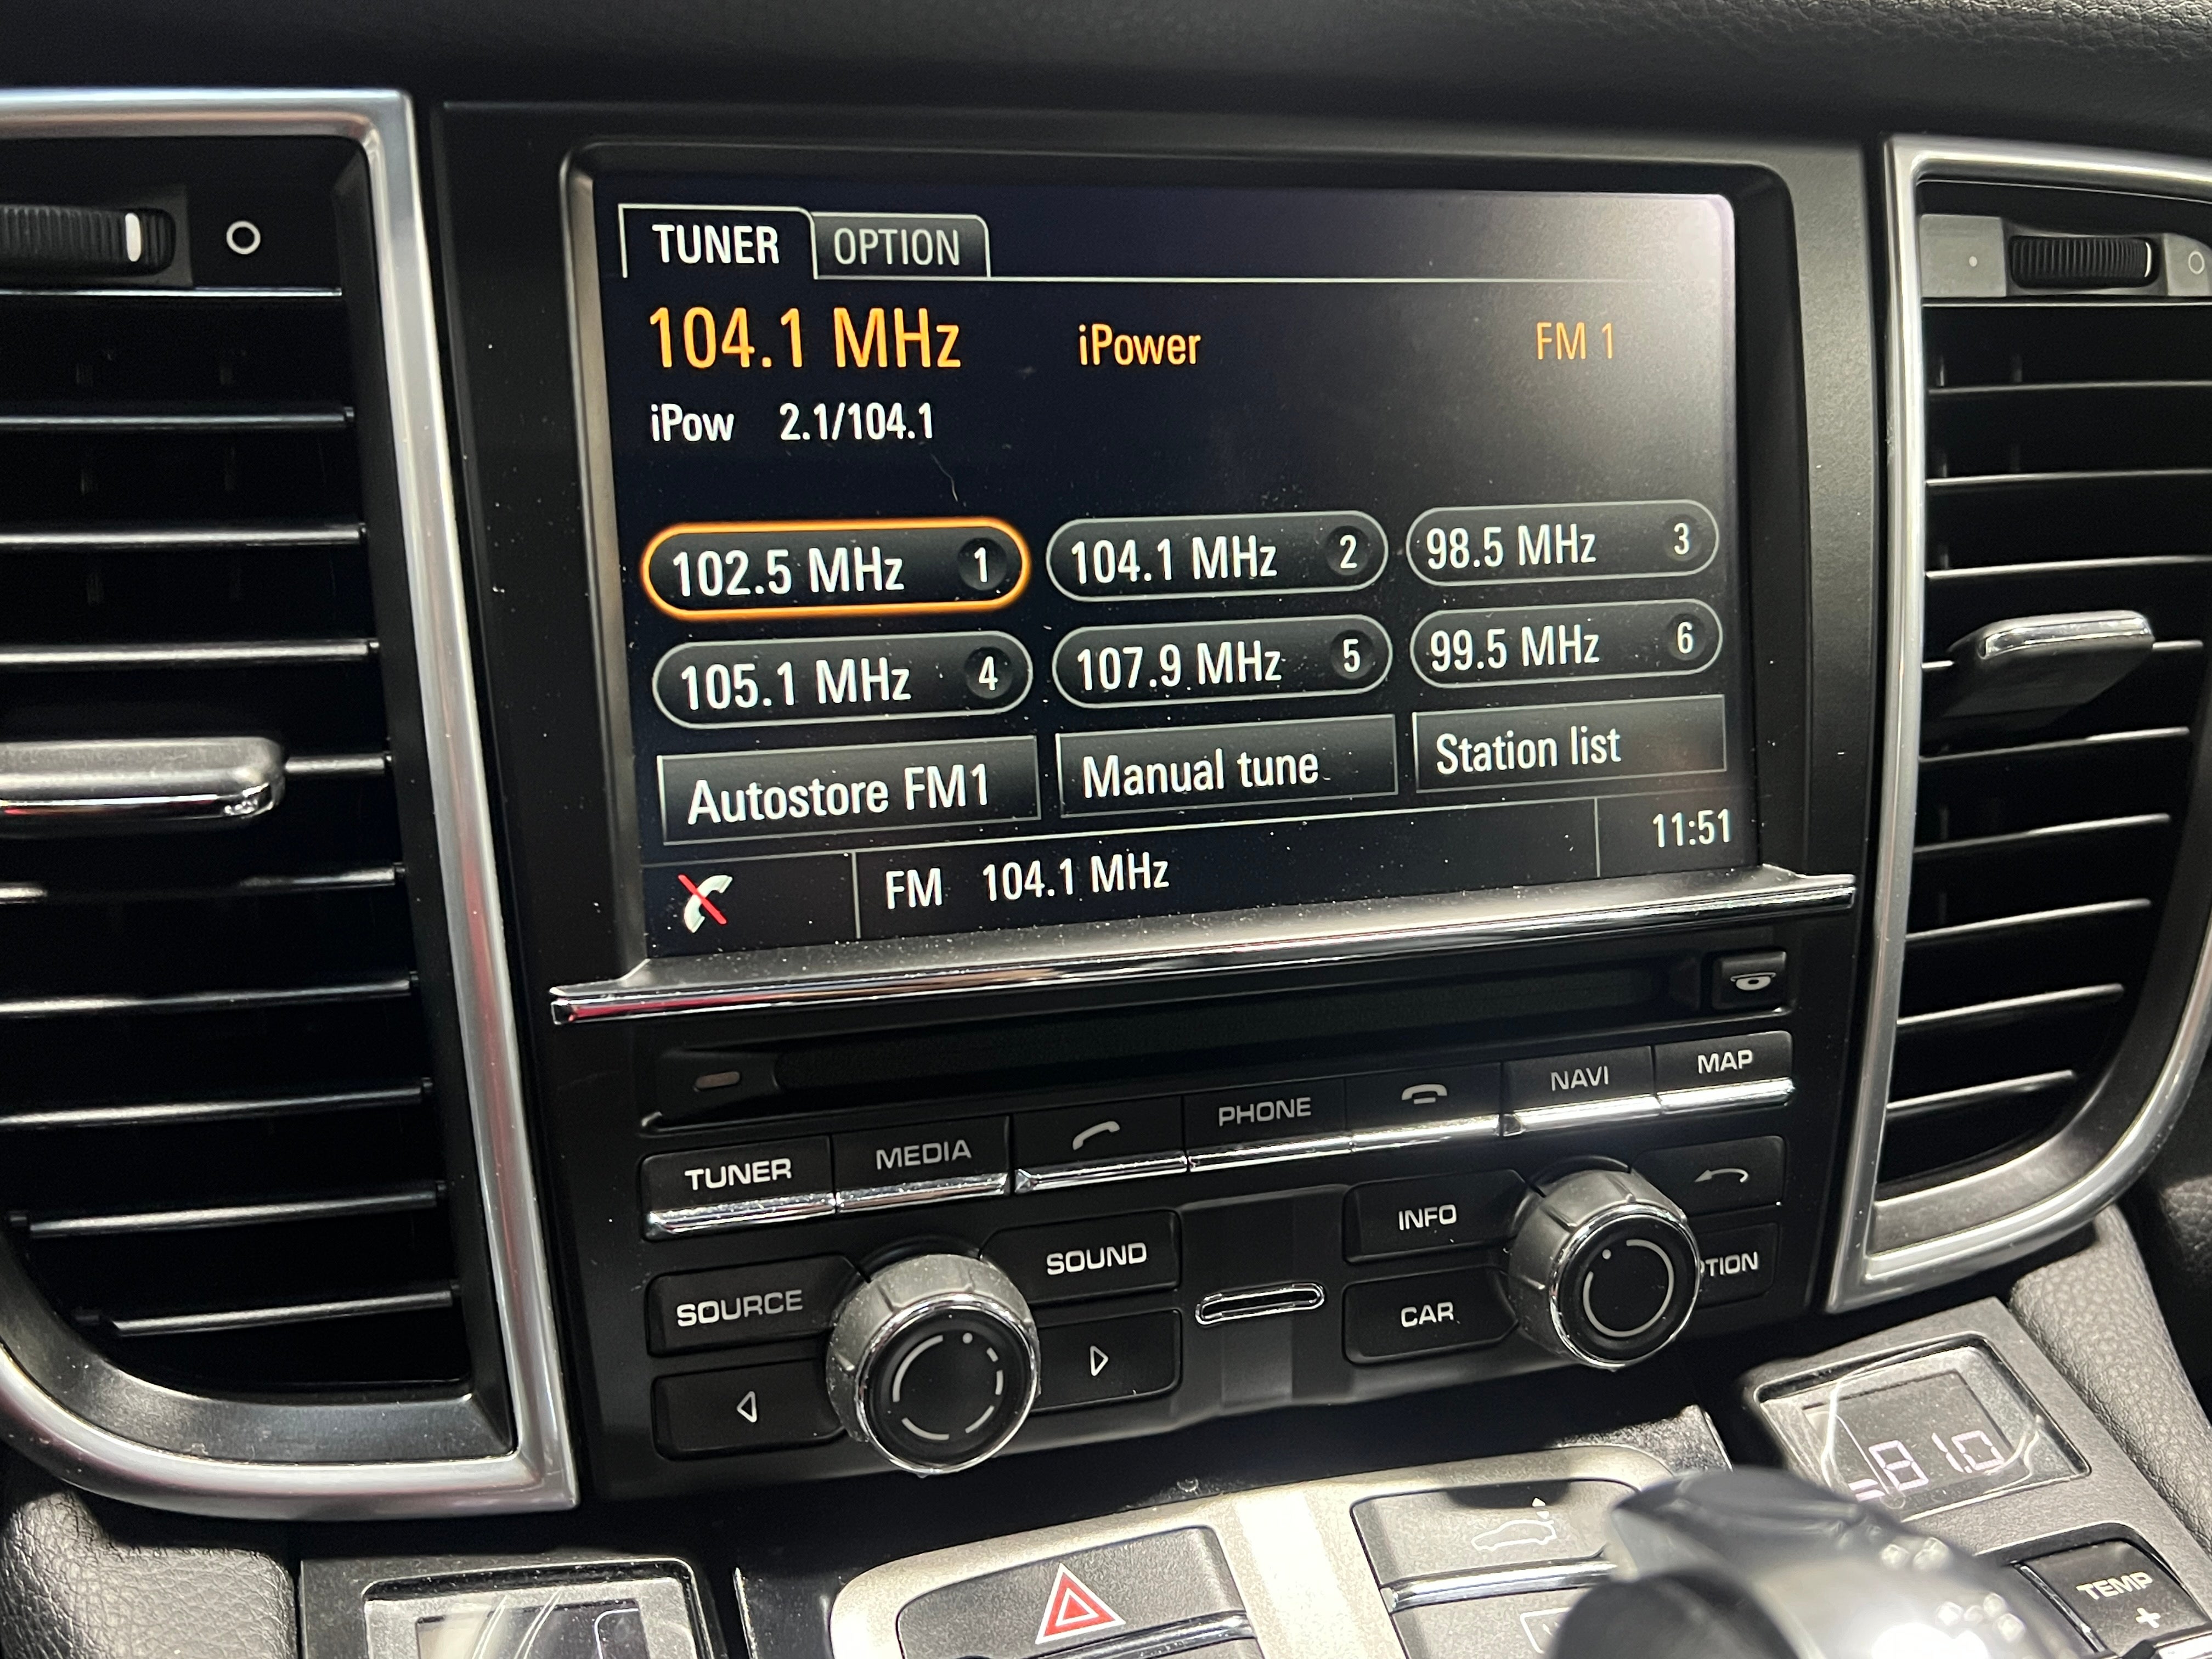 TUNER OPTION
104.1 MHz iPower FM 1
iPow 2.1/104.1
102.5 MHz 1 104.1 MHz 2 98.5 MHz 3
105.1 MHz 4 107.9 MHz 5 99.5 MHz 6
Autostore FM1 Manual tune Station list
FM 104.1 MHz 11:51
TUNER MEDIA PHONE NAVI MAP
SOURCE SOUND INFO TION
CAR
81.0
TEMP
+